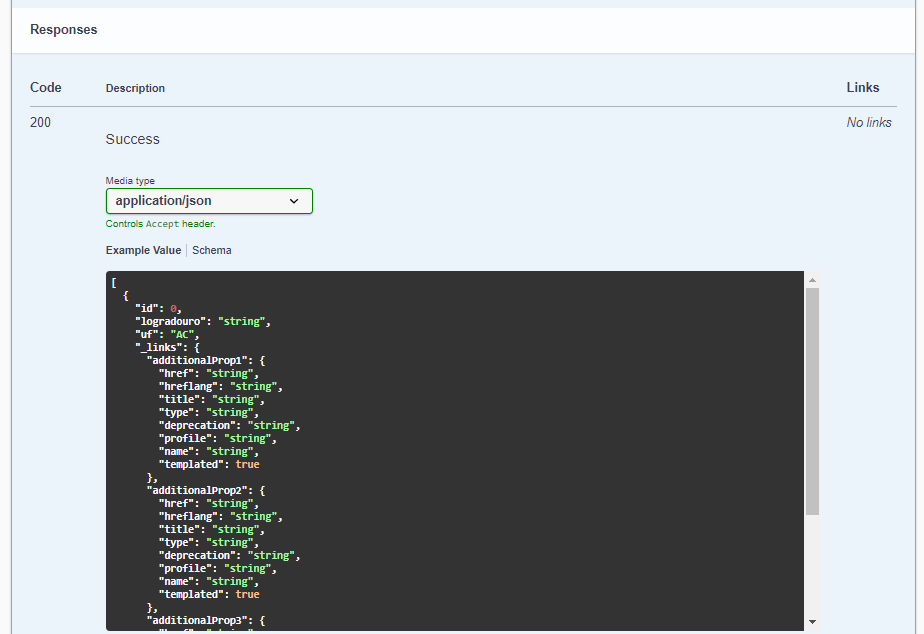 Responses
Code Description Links
200 No links
Success
Media type
application/json
Controls Accept header.
Example Value Schema
[
  {
    "id": 0,
    "logradouro": "string",
    "uf": "AC",
    "_links": {
      "additionalProp1": {
        "href": "string",
        "hreflang": "string",
        "title": "string",
        "type": "string",
        "deprecation": "string",
        "profile": "string",
        "name": "string",
        "templated": true
      },
      "additionalProp2": {
        "href": "string",
        "hreflang": "string",
        "title": "string",
        "type": "string",
        "deprecation": "string",
        "profile": "string",
        "name": "string",
        "templated": true
      },
      "additionalProp3": {